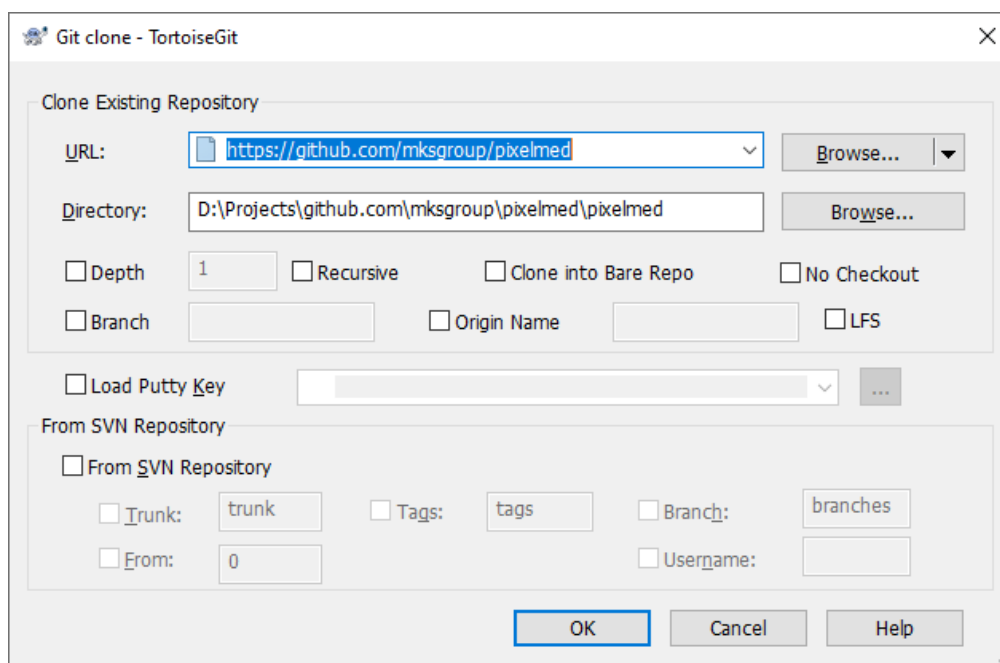 Git clone - TortoiseGit
Clone Existing Repository
URL: https://github.com/mksgroup/pixelmed Browse...
Directory: D:\Projects\github.com\mksgroup\pixelmed\pixelmed Browse...
Depth 1 Recursive Clone into Bare Repo No Checkout
Branch Origin Name LFS
Load Putty Key ...
From SVN Repository
From SVN Repository
Trunk: trunk Tags: tags Branch: branches
From: 0 Username:
OK Cancel Help